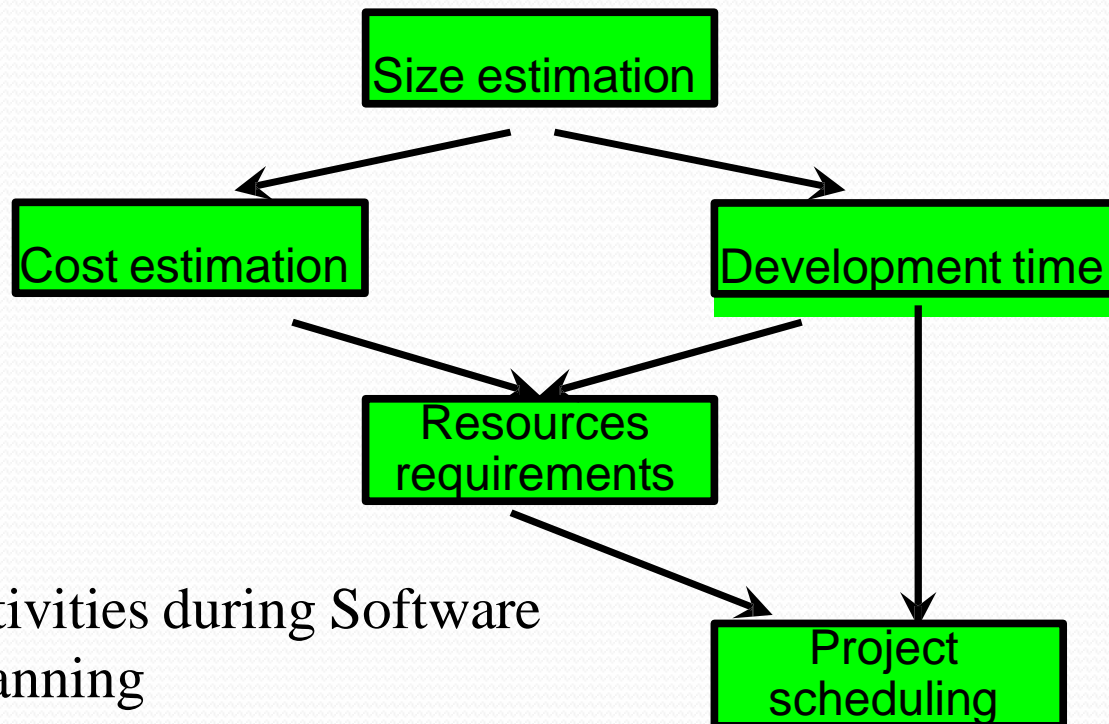 Size estimation
Cost estimation
Development time
Resources
requirements
tivities during Software
anning
Project
scheduling